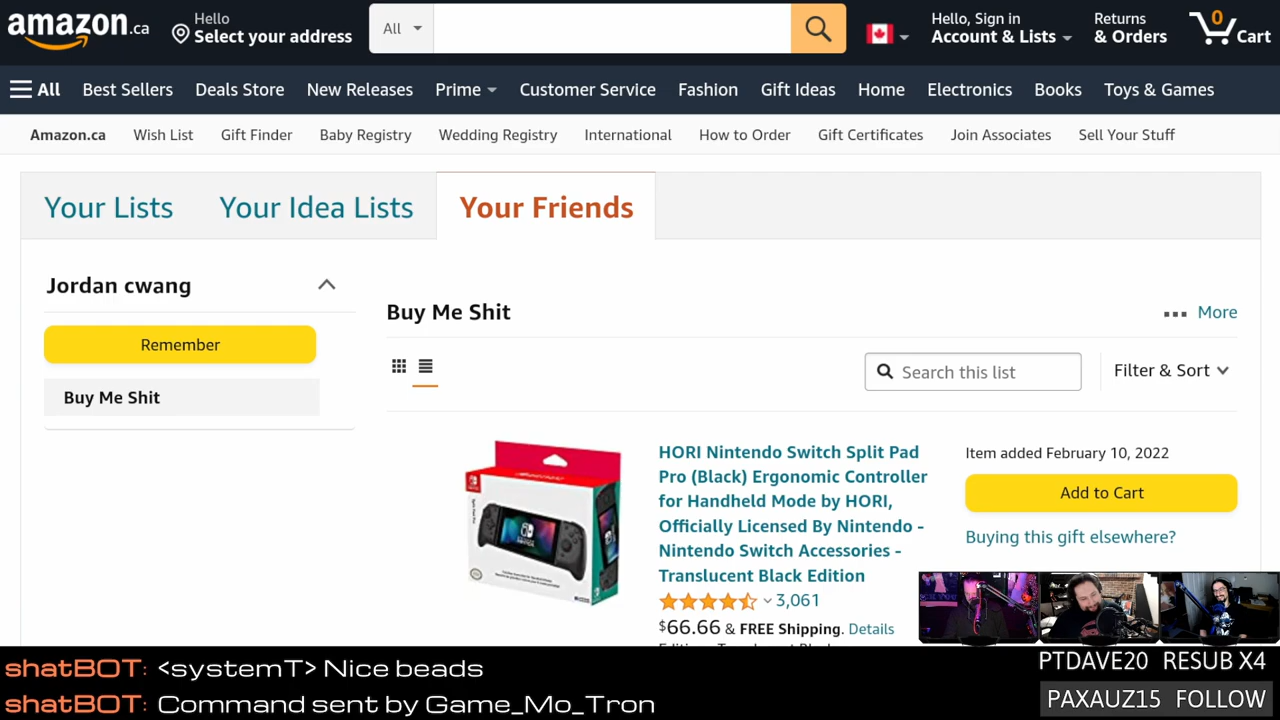 amazon.ca
Hello
Select your address
All
0
Hello, Sign in
Account & Lists
Returns
& Orders
Cart
All
Best Sellers
Deals Store
New Releases
Prime
Customer Service
Fashion
Gift Ideas
Home
Electronics
Books
Toys & Games
Amazon.ca
Wish List
Gift Finder
Baby Registry
Wedding Registry
International
How to Order
Gift Certificates
Join Associates
Sell Your Stuff
Your Lists
Your Idea Lists
Your Friends
Jordan cwang
Remember
Buy Me Shit
Buy Me Shit
More
Search this list
Filter & Sort
HORI Nintendo Switch Split Pad
Pro (Black) Ergonomic Controller
for Handheld Mode by HORI,
Officially Licensed By Nintendo -
Nintendo Switch Accessories -
Translucent Black Edition
3,061
$66.66 & FREE Shipping. Details
Item added February 10, 2022
Add to Cart
Buying this gift elsewhere?
shatBOT: <systemT> Nice beads
shatBOT: Command sent by Game_Mo_Tron
PTDAVE20 RESUB X4
PAXAUZ15 FOLLOW